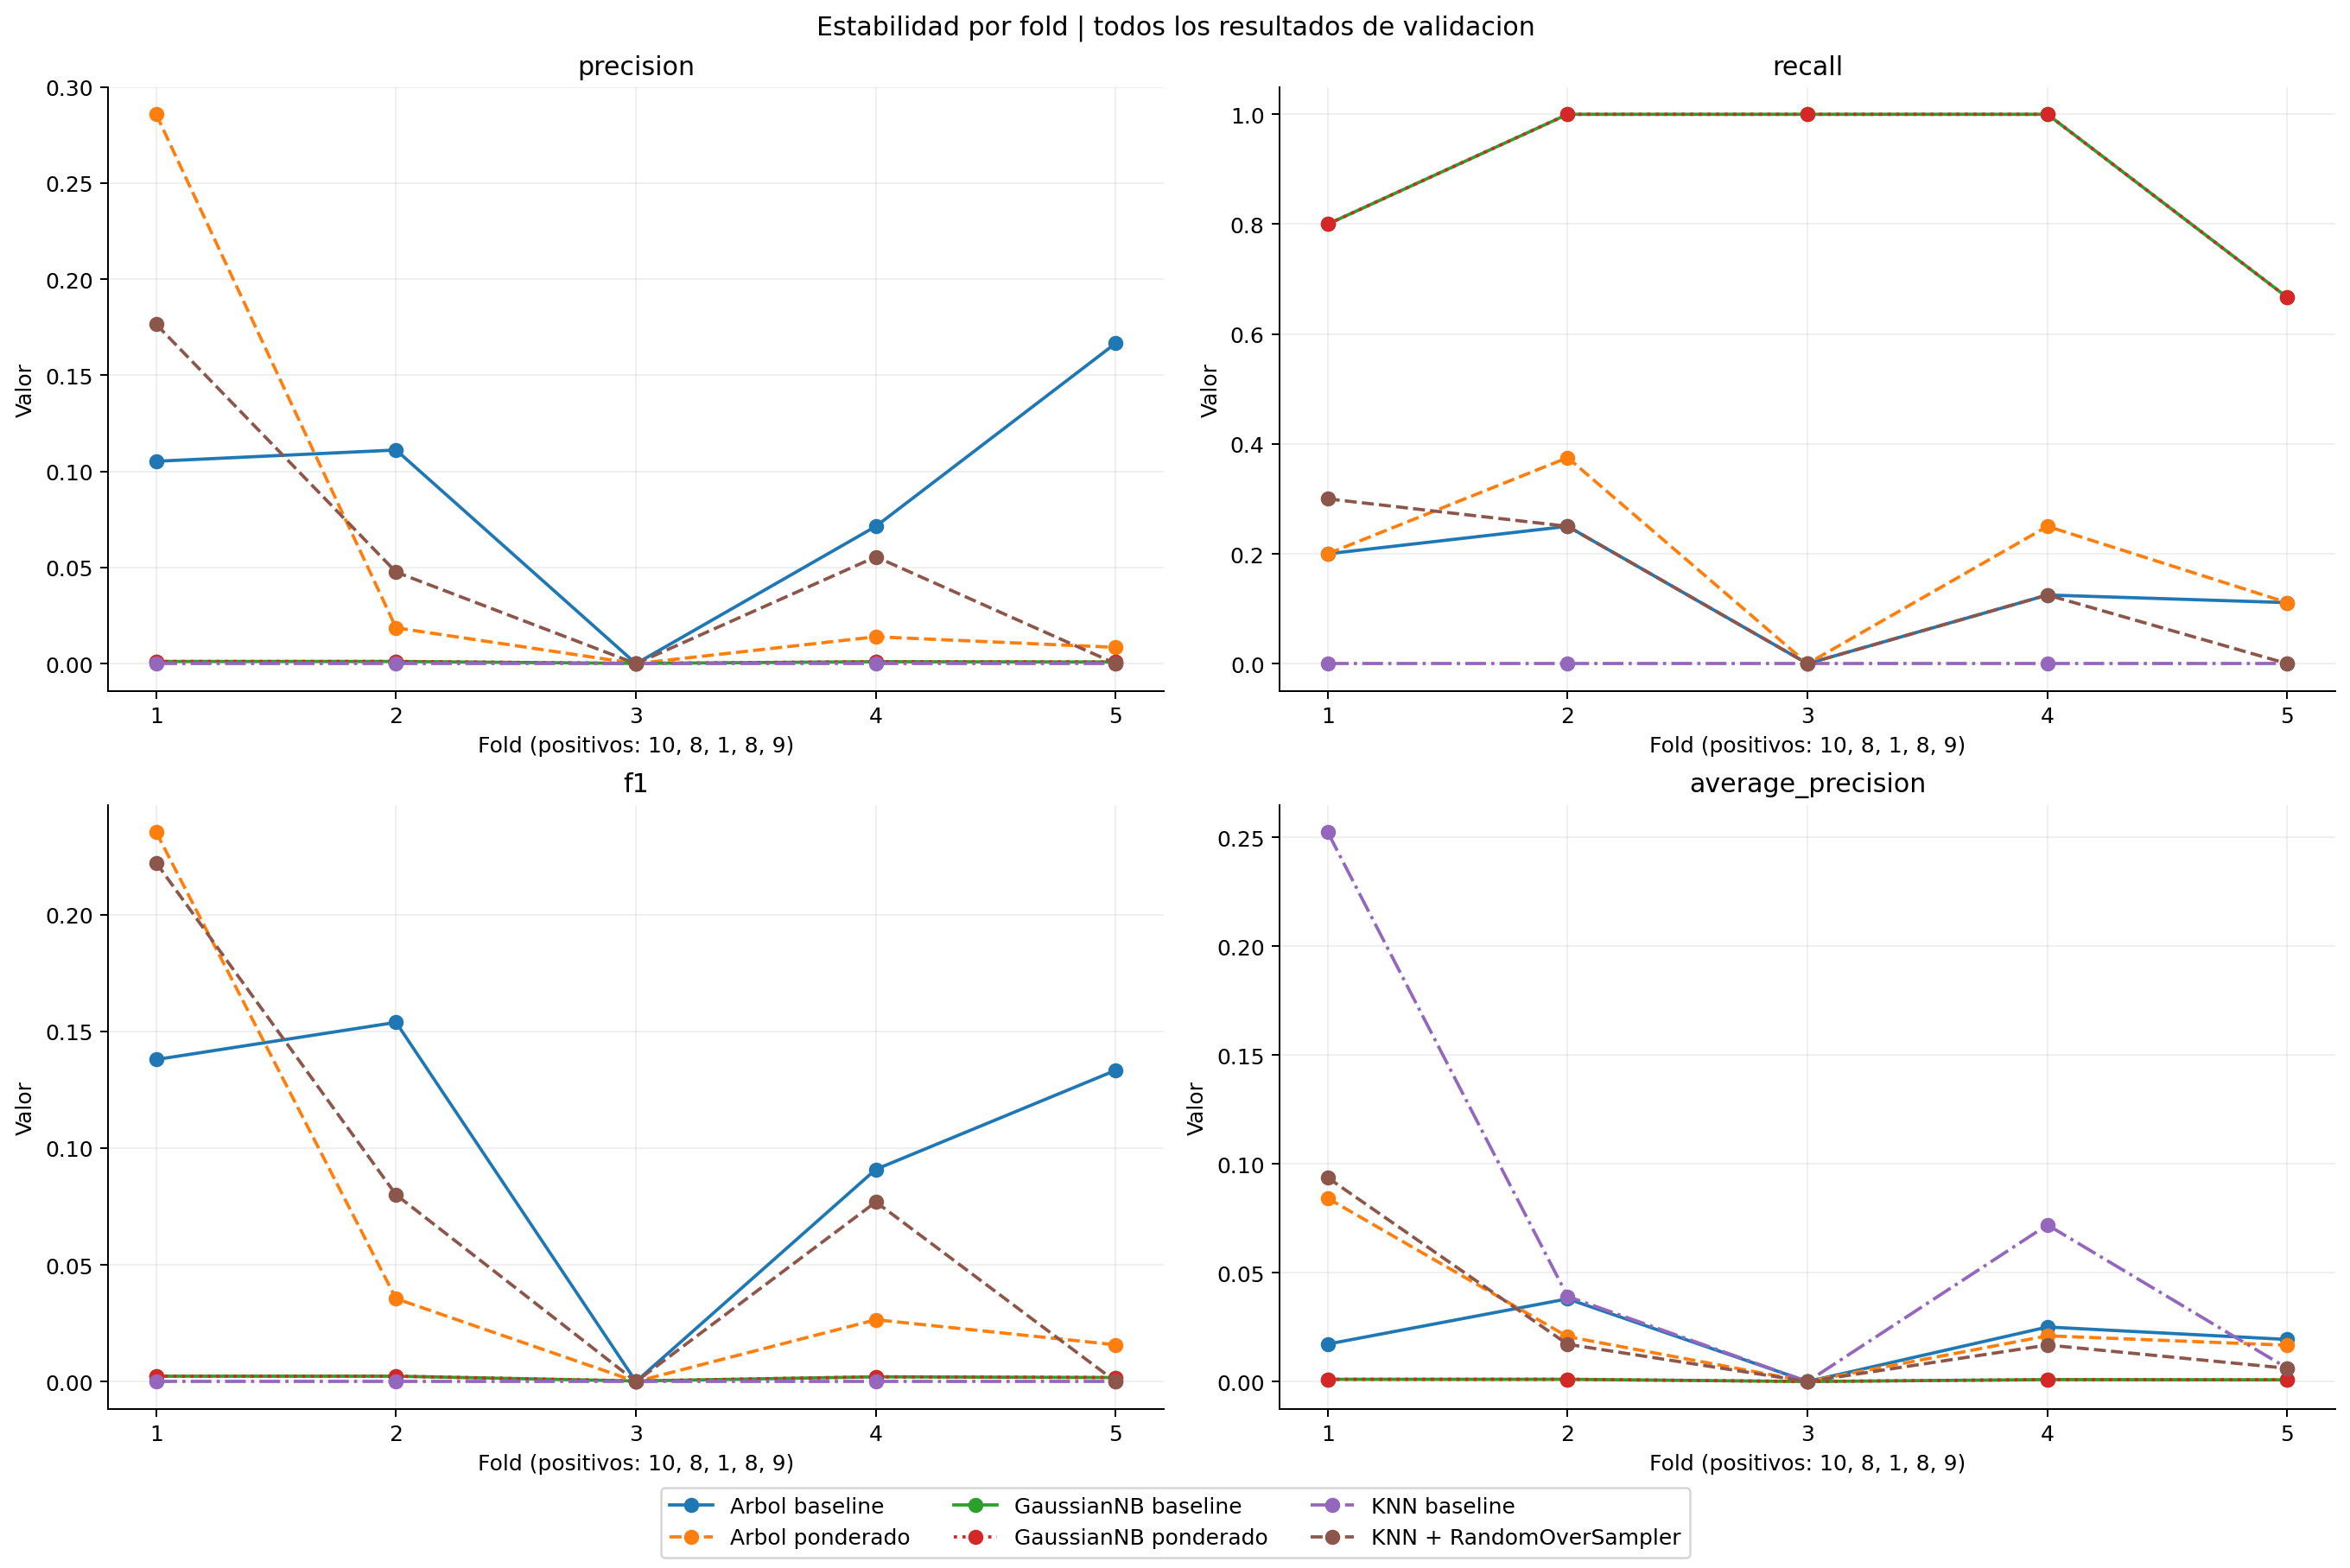 Estabilidad por fold | todos los resultados de validacion
precision
0.30
0.25
0.20
0.15
0.10
0.05
0.00
Valor
1 2 3 4 5
Fold (positivos: 10, 8, 1, 8, 9)
recall
1.0
0.8
0.6
0.4
0.2
0.0
Valor
1 2 3 4 5
Fold (positivos: 10, 8, 1, 8, 9)
f1
0.20
0.15
0.10
0.05
0.00
Valor
1 2 3 4 5
Fold (positivos: 10, 8, 1, 8, 9)
average_precision
0.25
0.20
0.15
0.10
0.05
0.00
Valor
1 2 3 4 5
Fold (positivos: 10, 8, 1, 8, 9)
Arbol baseline
Arbol ponderado
GaussianNB baseline
GaussianNB ponderado
KNN baseline
KNN + RandomOverSampler